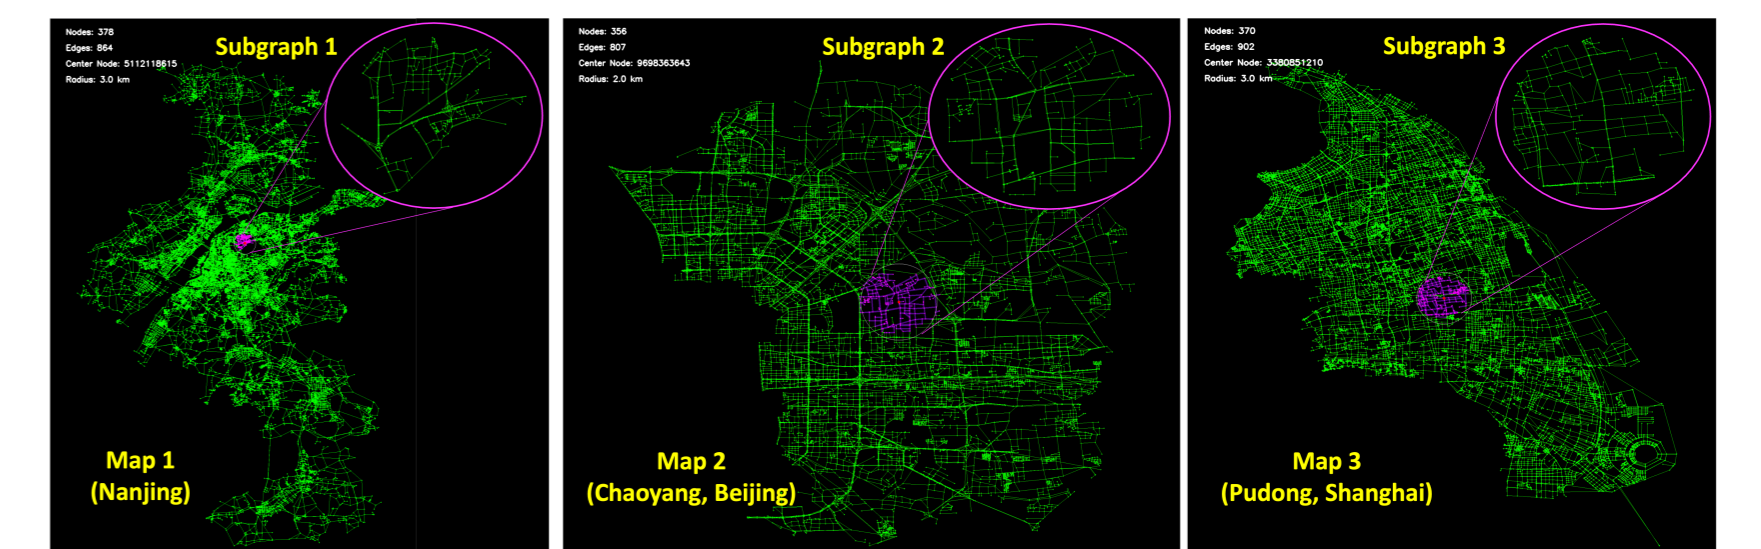 Nodes: 378
Edges: 864
Center Node: 5112118615
Radius: 3.0 km
Subgraph 1
Map 1
(Nanjing)
Nodes: 356
Edges: 807
Center Node: 9698363643
Radius: 2.0 km
Subgraph 2
Map 2
(Chaoyang, Beijing)
Nodes: 370
Edges: 902
Center Node: 3380851210
Radius: 3.0 km
Subgraph 3
Map 3
(Pudong, Shanghai)